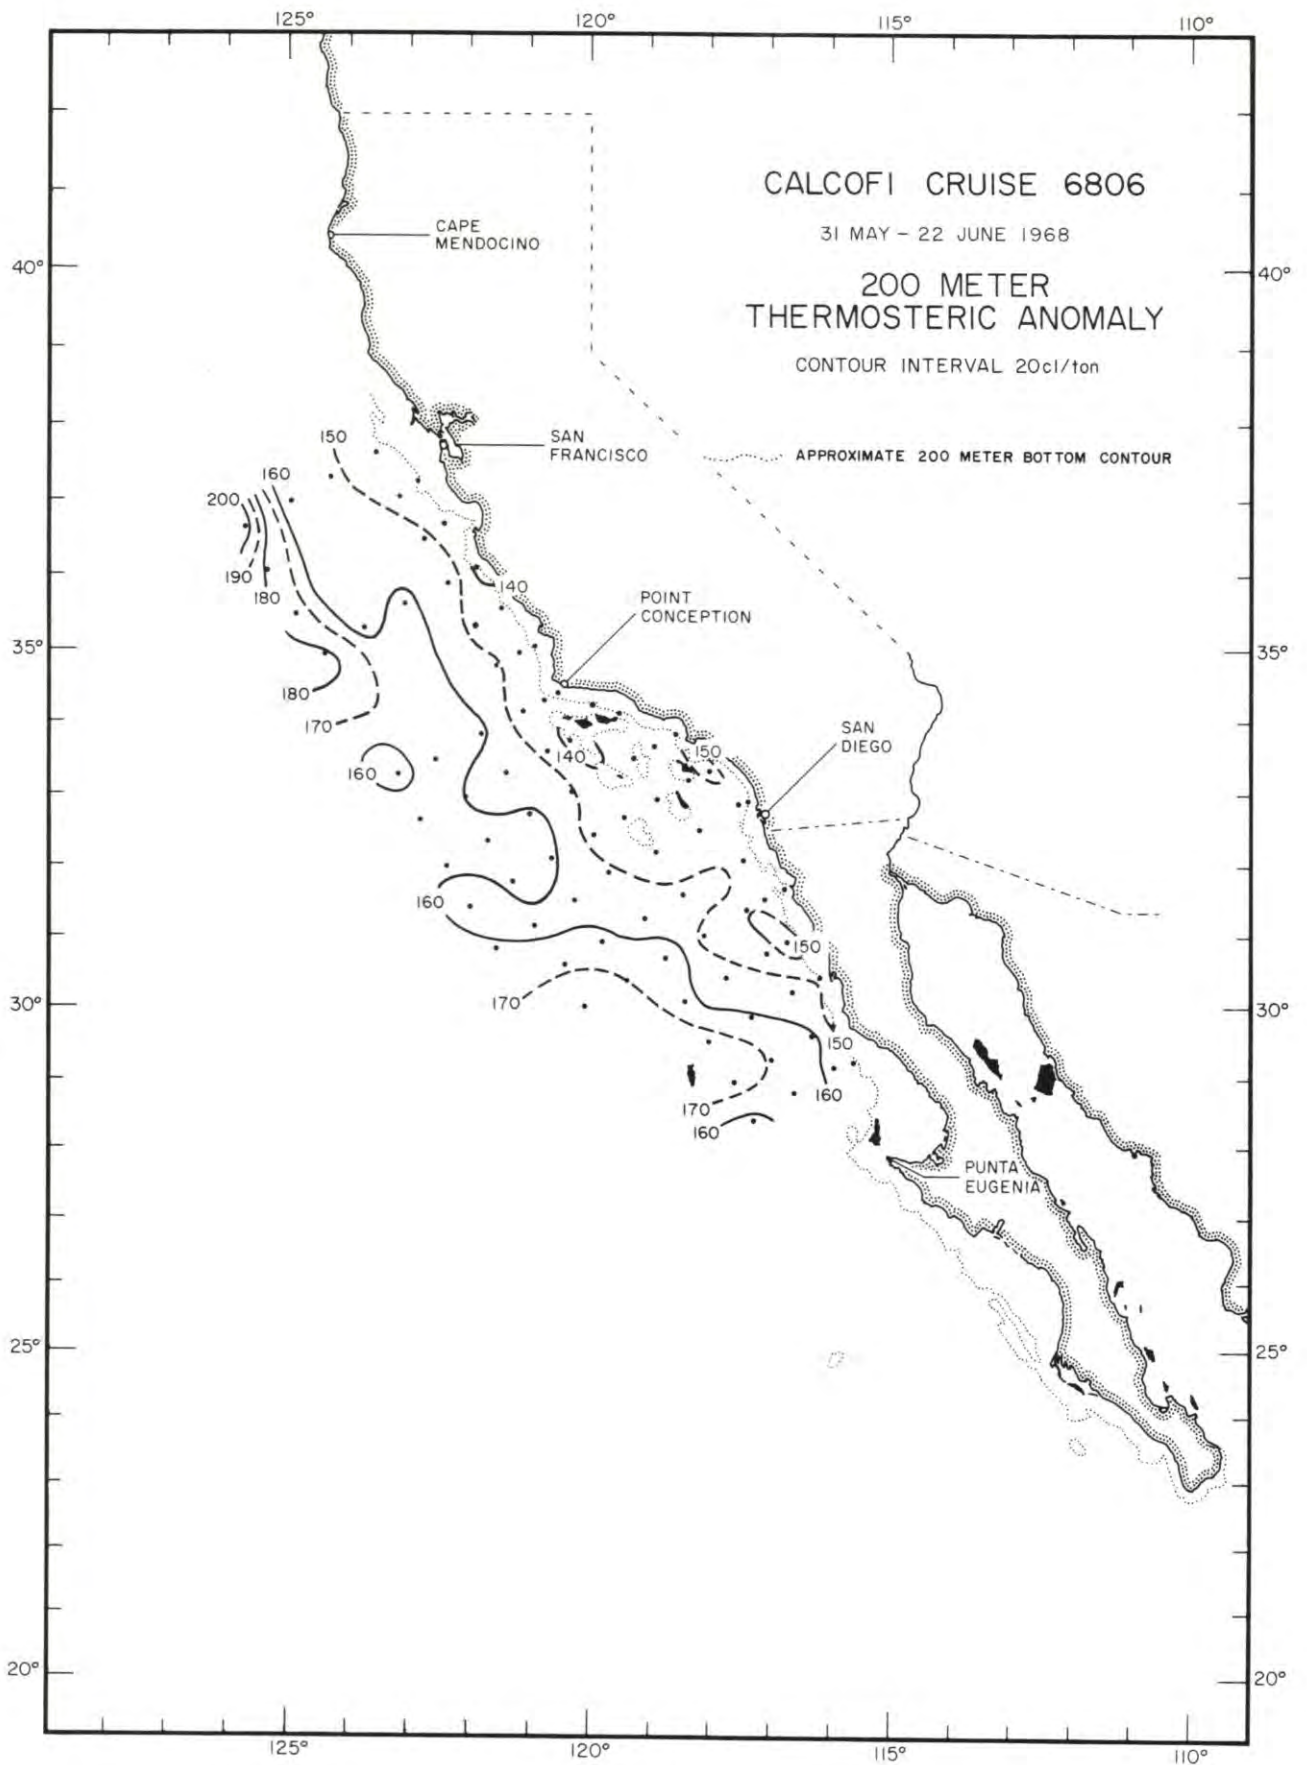 125° 120° 115° 110°
CALCOFI CRUISE 6806
31 MAY – 22 JUNE 1968
CAPE
MENDOCINO
40° 40°
200 METER
THERMOSTERIC ANOMALY
CONTOUR INTERVAL 20cl/ton
150
SAN
FRANCISCO
APPROXIMATE 200 METER BOTTOM CONTOUR
160
200
190
180
140
POINT
CONCEPTION
35° 35°
180
170
SAN
DIEGO
150
140
160
160
150
170
30° 30°
150
160
170
160
PUNTA
EUGENIA
25° 25°
20° 20°
125° 120° 115° 110°